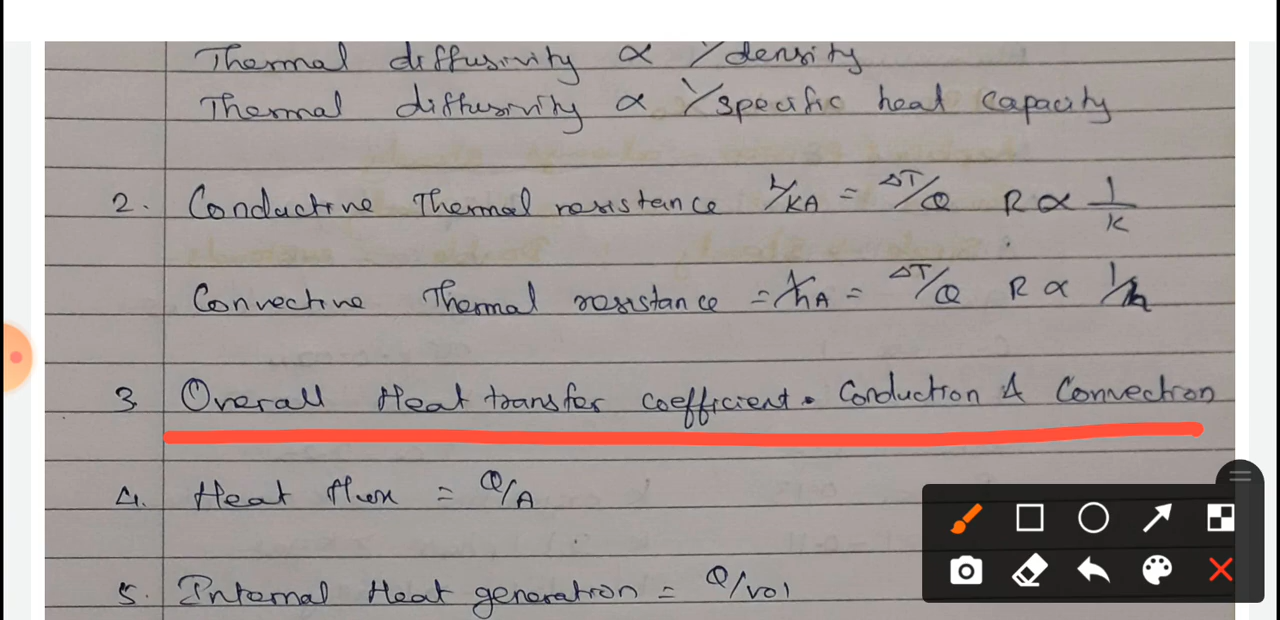 Thermal diffusivity ∝ 1/density
Thermal diffusivity ∝ 1/specific heat capacity
2. Conductive Thermal resistance L/KA = ΔT/Q R ∝ 1/K
Convective Thermal resistance = 1/hA = ΔT/Q R ∝ 1/h
3. Overall Heat transfer coefficient. Conduction & Convection
4. Heat flux = Q/A
5. Internal Heat generation = Q/vol